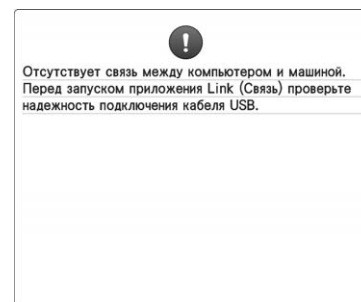 Отсутствует связь между компьютером и машиной.
Перед запуском приложения Link (Связь) проверьте
надежность подключения кабеля USB.